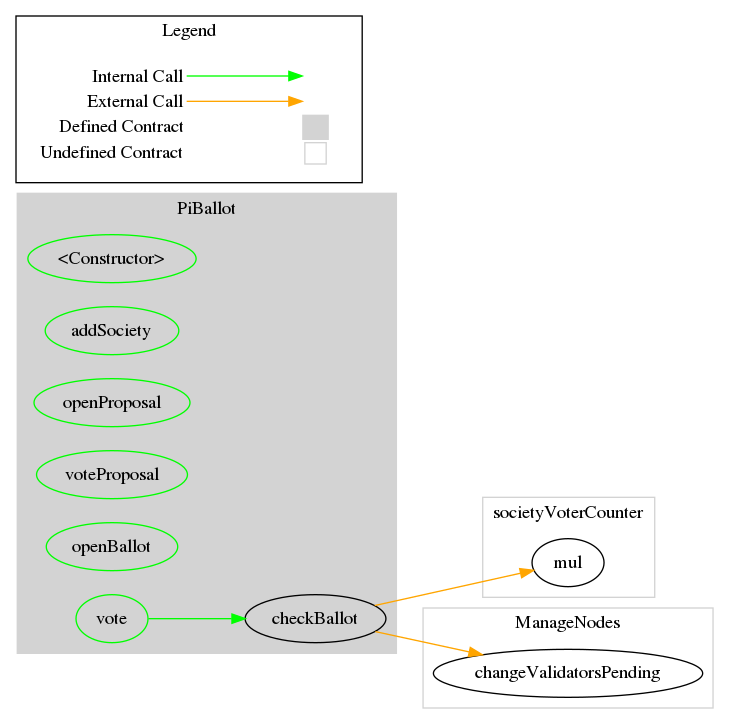 Legend
Internal Call
External Call
Defined Contract
Undefined Contract
PiBallot
<Constructor>
addSociety
openProposal
voteProposal
openBallot
vote
checkBallot
societyVoterCounter
mul
ManageNodes
changeValidatorsPending